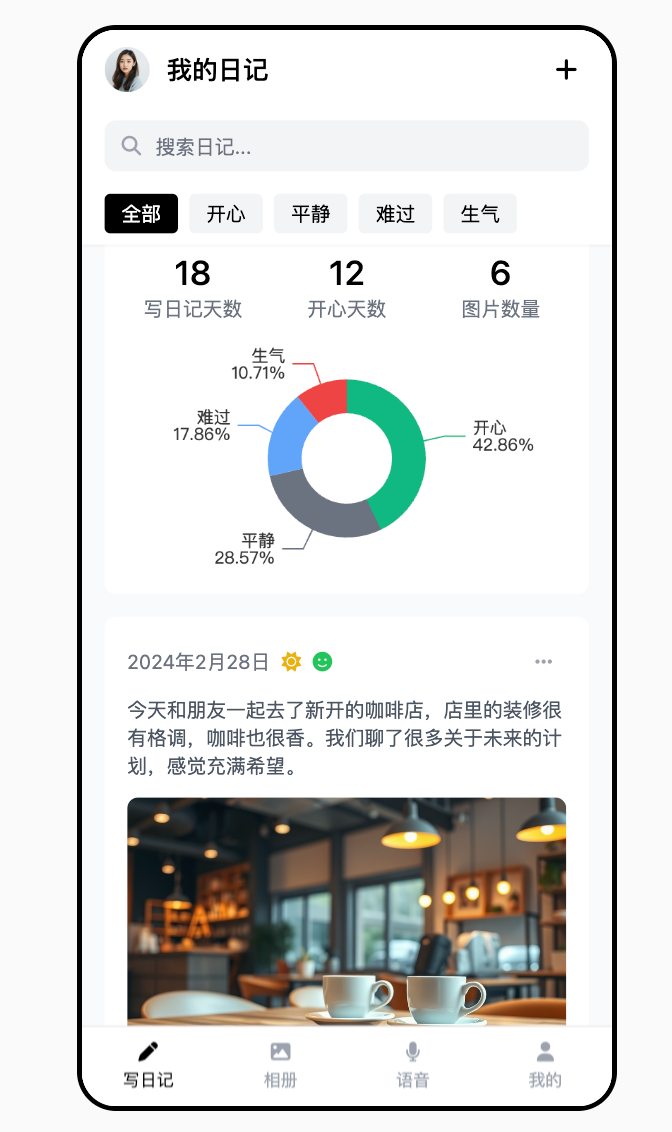 我的日记
搜索日记...
全部 开心 平静 难过 生气
18 12 6
写日记天数 开心天数 图片数量
生气
10.71%
难过
17.86%
开心
42.86%
平静
28.57%
2024年2月28日
今天和朋友一起去了新开的咖啡店，店里的装修很
有格调，咖啡也很香。我们聊了很多关于未来的计
划，感觉充满希望。
写日记 相册 语音 我的